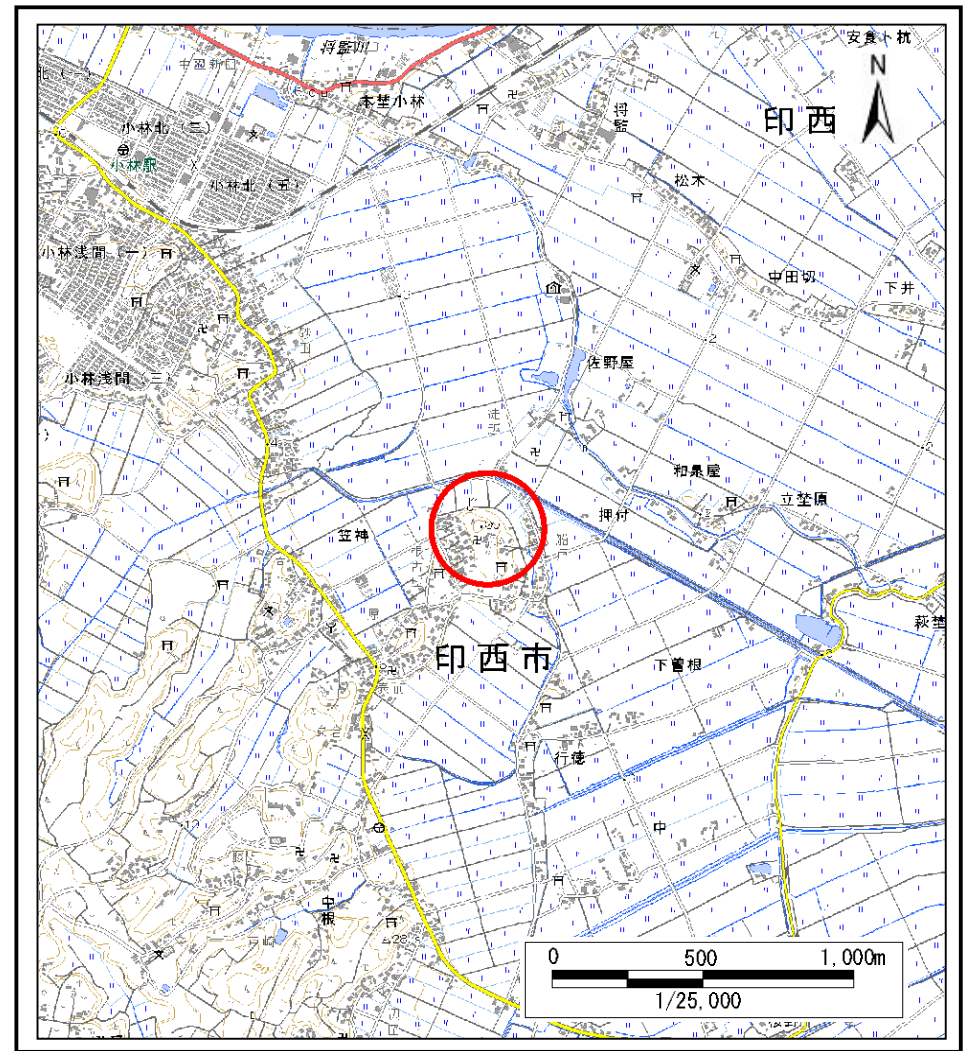 将監川
安食卜杭
N
印西
本埜小林
小林北(三)
将監
小林駅
小林北(五)
松木
小林浅間(一)
中田切
下井
佐野屋
小林浅間(三)
和泉屋
立埜原
押付
笠神
萩埜
印西市
下曽根
行徳
中
中根
28
20
0 500 1,000m
1/25,000